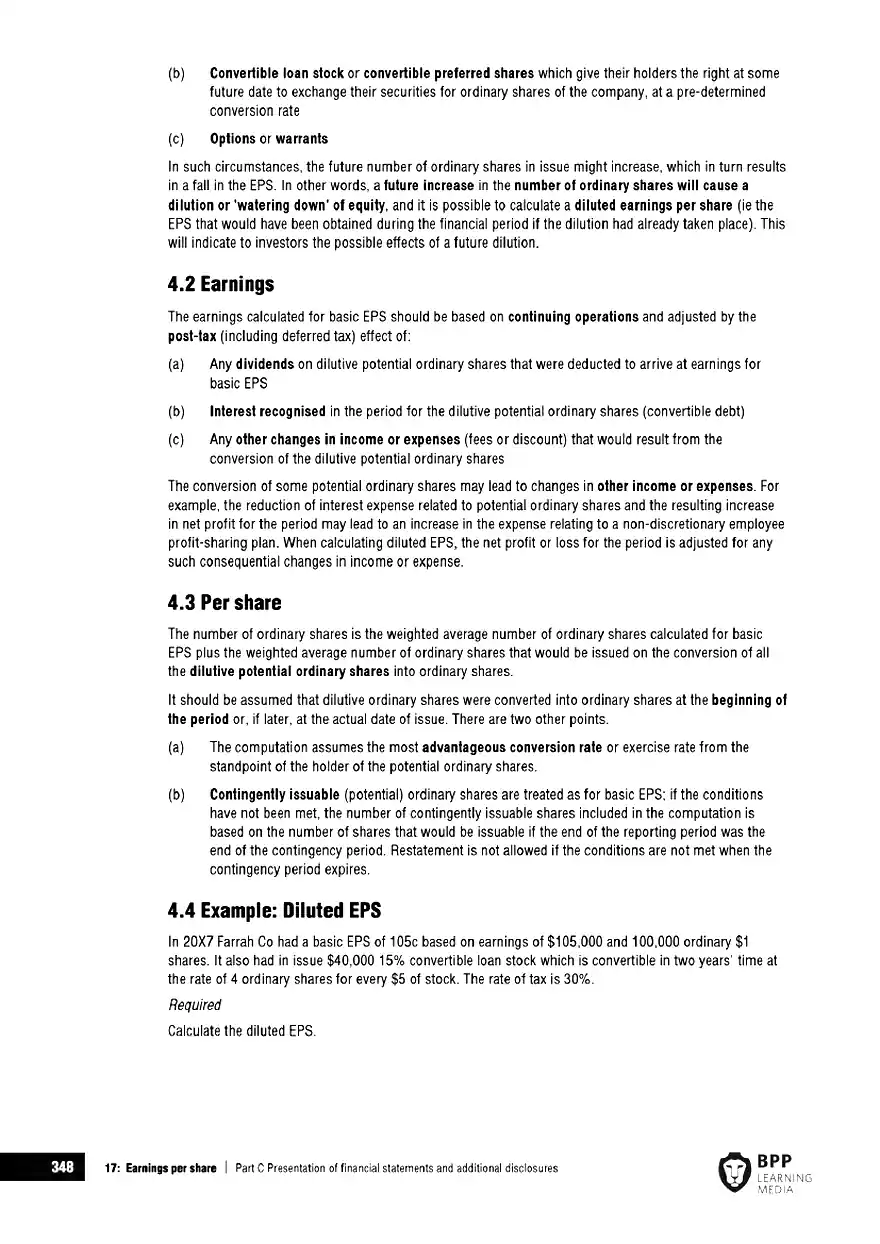 (b) Convertible loan stock or convertible preferred shares which give their holders the right at some
future date to exchange their securities for ordinary shares of the company, at a pre-determined
conversion rate
(c) Options or warrants
In such circumstances, the future number of ordinary shares in issue might increase, which in turn results
in a fall in the EPS. In other words, a future increase in the number of ordinary shares will cause a
dilution or 'watering down' of equity, and it is possible to calculate a diluted earnings per share (ie the
EPS that would have been obtained during the financial period if the dilution had already taken place). This
will indicate to investors the possible effects of a future dilution.
4.2 Earnings
The earnings calculated for basic EPS should be based on continuing operations and adjusted by the
post-tax (including deferred tax) effect of:
(a) Any dividends on dilutive potential ordinary shares that were deducted to arrive at earnings for
basic EPS
(b) Interest recognised in the period for the dilutive potential ordinary shares (convertible debt)
(c) Any other changes in income or expenses (fees or discount) that would result from the
conversion of the dilutive potential ordinary shares
The conversion of some potential ordinary shares may lead to changes in other income or expenses. For
example, the reduction of interest expense related to potential ordinary shares and the resulting increase
in net profit for the period may lead to an increase in the expense relating to a non-discretionary employee
profit-sharing plan. When calculating diluted EPS, the net profit or loss for the period is adjusted for any
such consequential changes in income or expense.
4.3 Per share
The number of ordinary shares is the weighted average number of ordinary shares calculated for basic
EPS plus the weighted average number of ordinary shares that would be issued on the conversion of all
the dilutive potential ordinary shares into ordinary shares.
It should be assumed that dilutive ordinary shares were converted into ordinary shares at the beginning of
the period or, if later, at the actual date of issue. There are two other points.
(a) The computation assumes the most advantageous conversion rate or exercise rate from the
standpoint of the holder of the potential ordinary shares.
(b) Contingently issuable (potential) ordinary shares are treated as for basic EPS; if the conditions
have not been met, the number of contingently issuable shares included in the computation is
based on the number of shares that would be issuable if the end of the reporting period was the
end of the contingency period. Restatement is not allowed if the conditions are not met when the
contingency period expires.
4.4 Example: Diluted EPS
In 20X7 Farrah Co had a basic EPS of 105c based on earnings of $105,000 and 100,000 ordinary $1
shares. It also had in issue $40,000 15% convertible loan stock which is convertible in two years' time at
the rate of 4 ordinary shares for every $5 of stock. The rate of tax is 30%.
Required
Calculate the diluted EPS.
348 17: Earnings per share | Part C Presentation of financial statements and additional disclosures
BPP
LEARNING
MEDIA